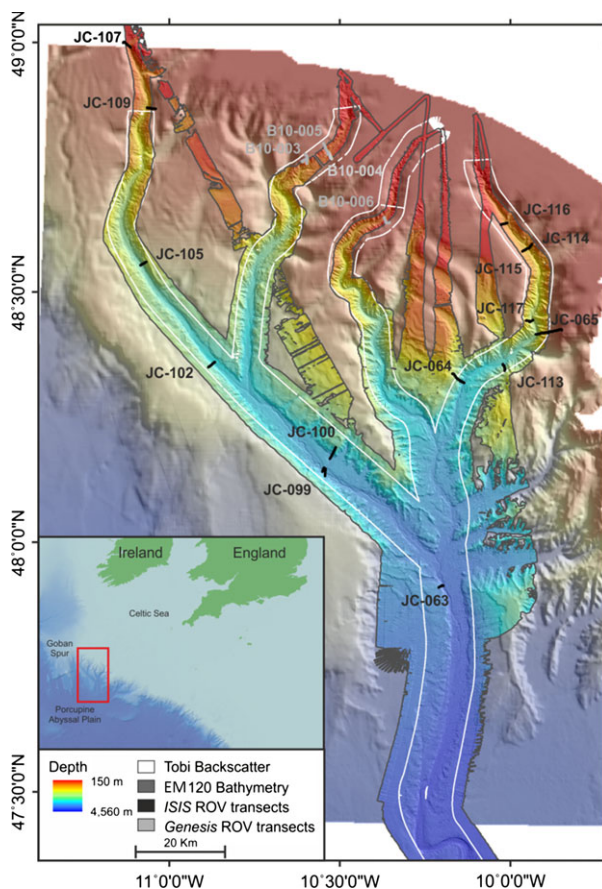 49°0'0"N
JC-107
JC-109
B10-005
B10-003
B10-004
B10-006
JC-116
JC-114
JC-115
JC-105
48°30'0"N
JC-117
JC-065
JC-064
JC-102
JC-113
JC-100
JC-099
48°0'0"N
JC-063
Ireland
England
Celtic Sea
Goban
Spur
Porcupine
Abyssal Plain
Depth
150 m
4,560 m
Tobi Backscatter
EM120 Bathymetry
ISIS ROV transects
Genesis ROV transects
20 Km
47°30'0"N
11°0'0"W
10°30'0"W
10°0'0"W